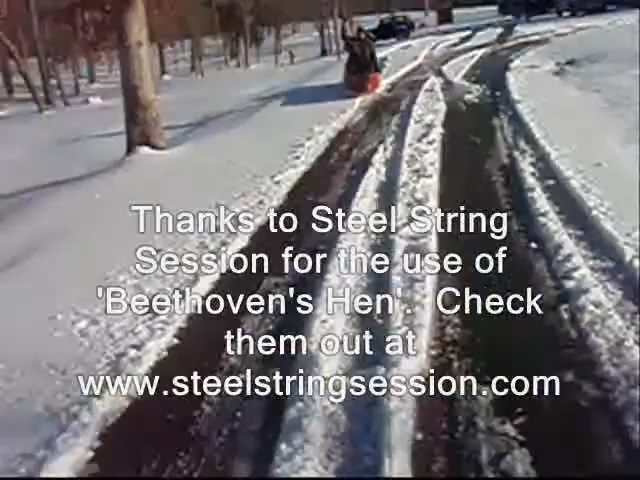 Thanks to Steel String
Session for the use of
'Beethoven's Hen'.  Check
them out at
www.steelstringsession.com